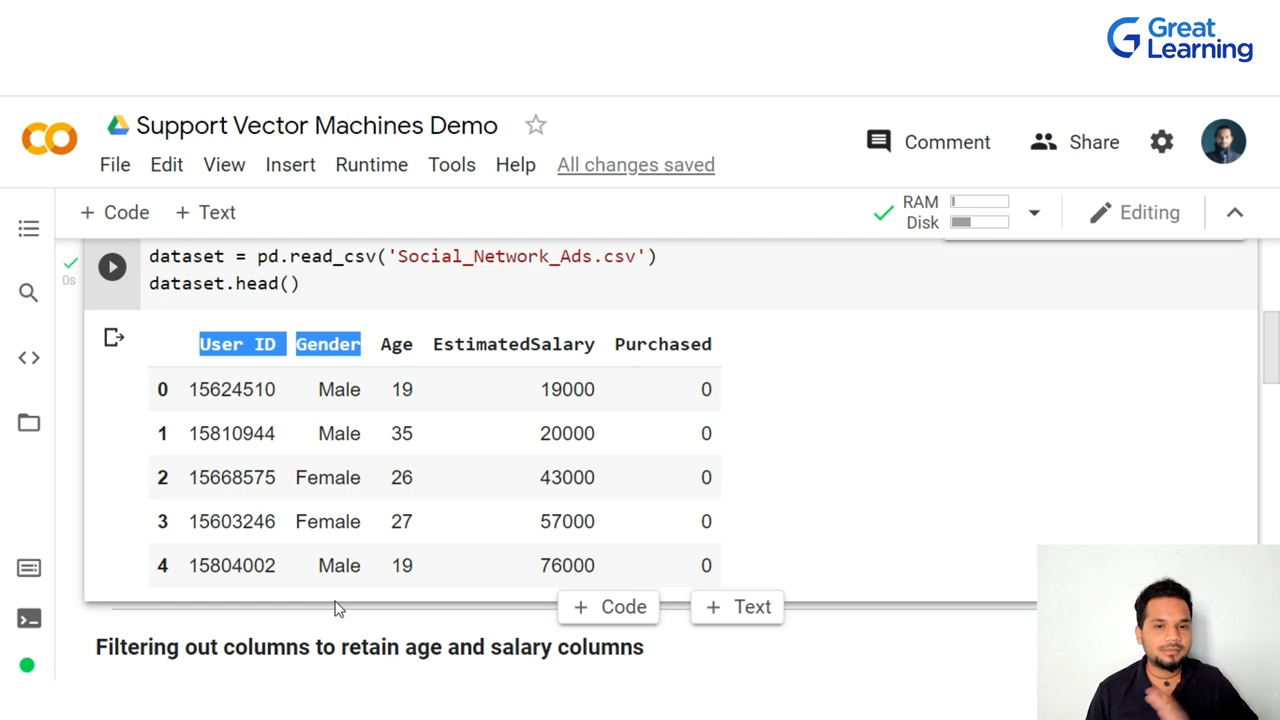 Great
Learning
Support Vector Machines Demo
Comment
Share
File Edit View Insert Runtime Tools Help All changes saved
+ Code + Text
RAM
Disk
Editing
dataset = pd.read_csv('Social_Network_Ads.csv')
0s
dataset.head()
User ID Gender Age EstimatedSalary Purchased
0 15624510 Male 19 19000 0
1 15810944 Male 35 20000 0
2 15668575 Female 26 43000 0
3 15603246 Female 27 57000 0
4 15804002 Male 19 76000 0
+ Code + Text
Filtering out columns to retain age and salary columns